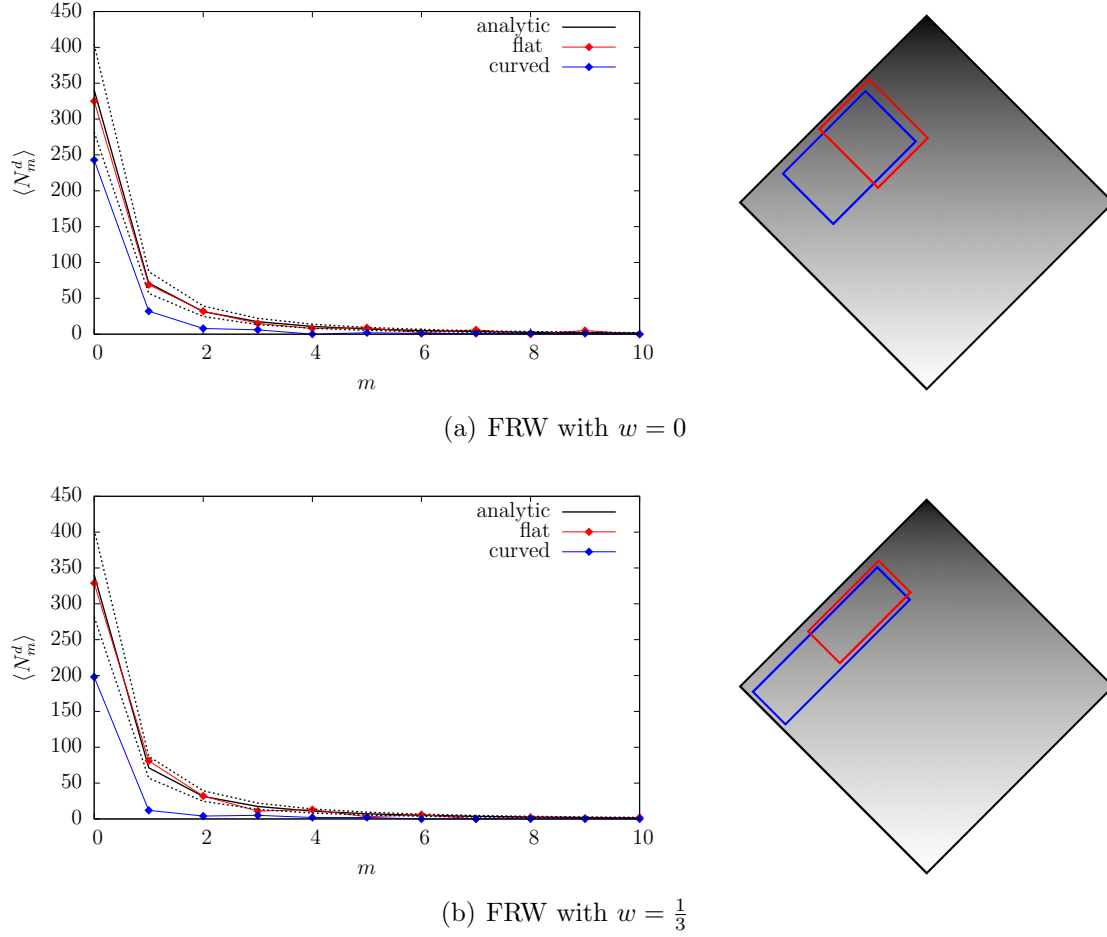 450
400
350
300
250
200
150
100
50
0
⟨N_m^d⟩
0 2 4 6 8 10
m
analytic
flat
curved
(a) FRW with w = 0
450
400
350
300
250
200
150
100
50
0
⟨N_m^d⟩
0 2 4 6 8 10
m
analytic
flat
curved
(b) FRW with w = 1/3